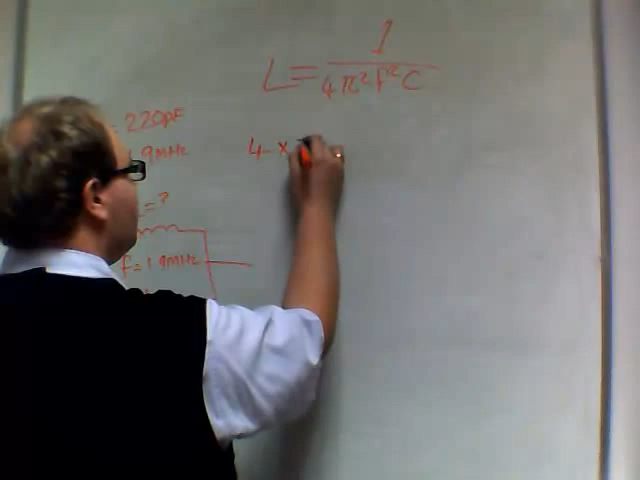 L = 1 / 4π²f²C
= 220pF
1.9MHz
4 × π
= ?
f = 1.9MHz